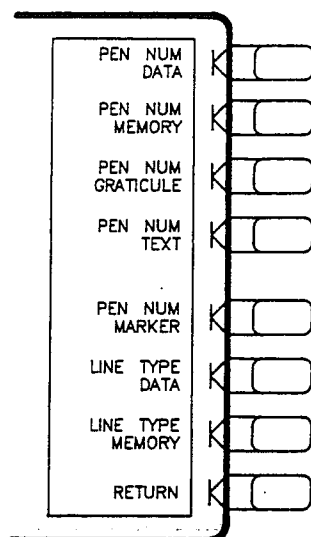 PEN NUM
DATA
PEN NUM
MEMORY
PEN NUM
GRATICULE
PEN NUM
TEXT
PEN NUM
MARKER
LINE TYPE
DATA
LINE TYPE
MEMORY
RETURN